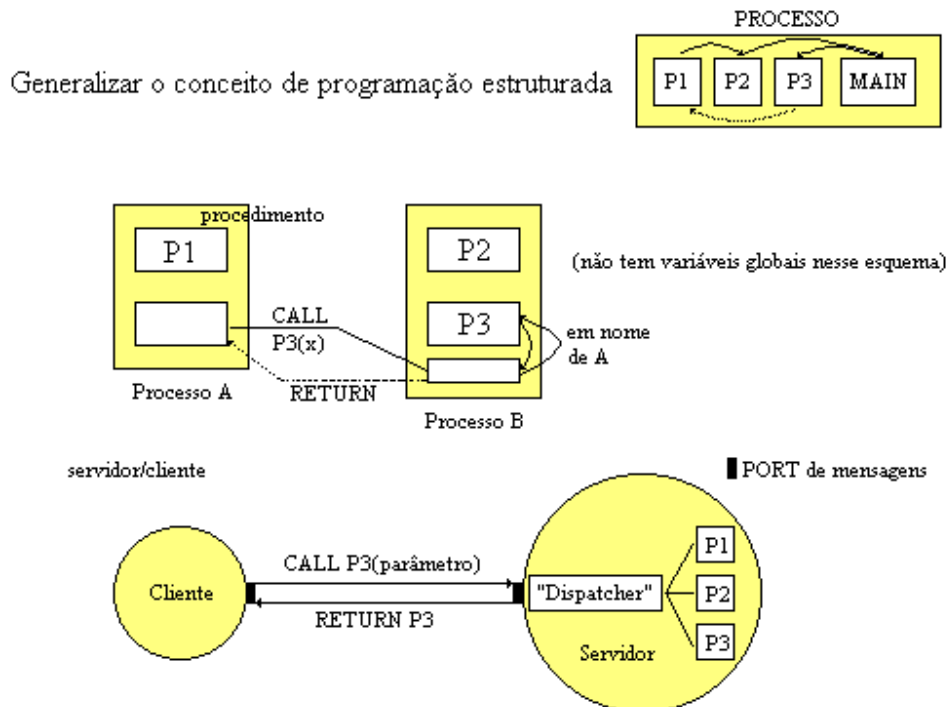 PROCESSO
Generalizar o conceito de programação estruturada
P1 P2 P3 MAIN
procedimento
P1
P2
(não tem variáveis globais nesse esquema)
CALL
P3(x)
P3
em nome
de A
RETURN
Processo A
Processo B
servidor/cliente
PORT de mensagens
Cliente
CALL P3(parâmetro)
RETURN P3
"Dispatcher"
P1
P2
P3
Servidor